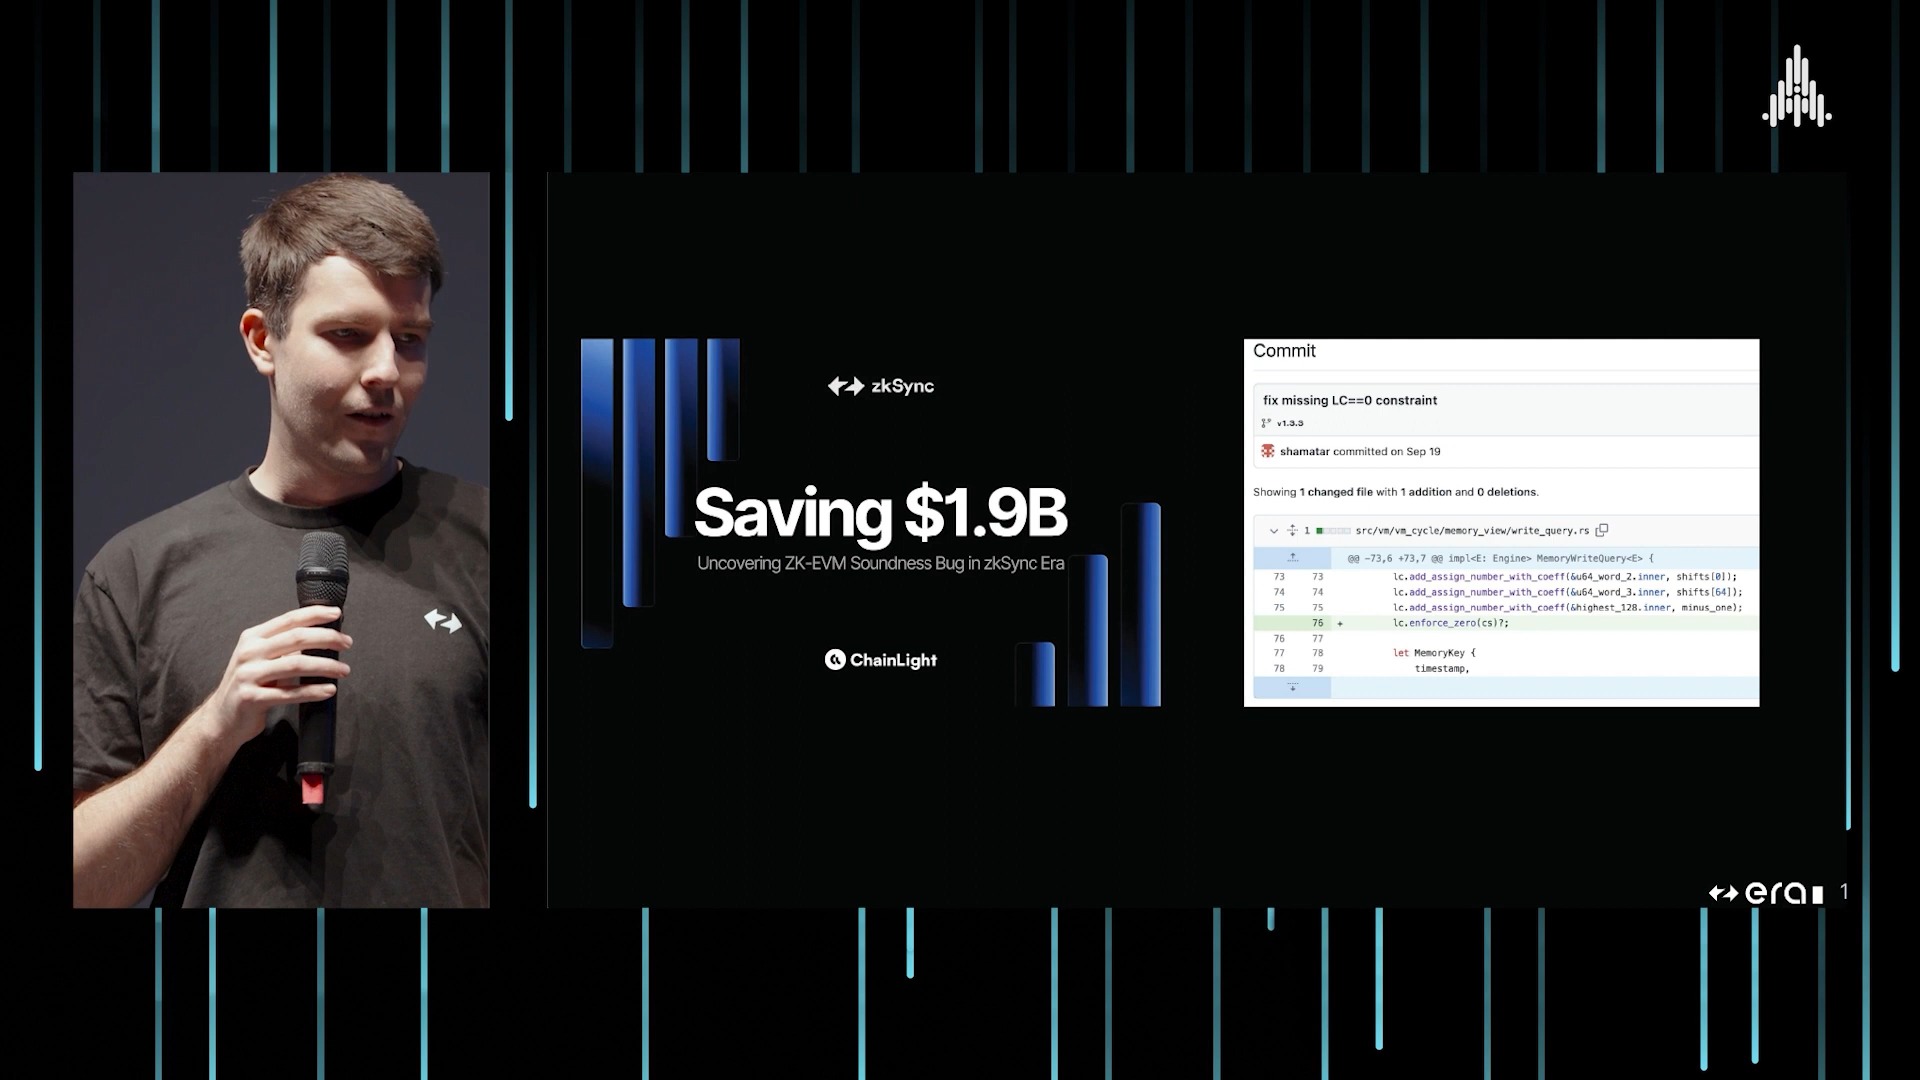 zkSync
Saving $1.9B
Uncovering ZK-EVM Soundness Bug in zkSync Era
ChainLight
Commit
fix missing LC==0 constraint
v1.3.3
shamatar committed on Sep 19
Showing 1 changed file with 1 addition and 0 deletions.
1 src/vm/vm_cycle/memory_view/write_query.rs
@@ -73,6 +73,7 @@ impl<E: Engine> MemoryWriteQuery<E> {
73 73 lc.add_assign_number_with_coeff(&u64_word_2.inner, shifts[0]);
74 74 lc.add_assign_number_with_coeff(&u64_word_3.inner, shifts[64]);
75 75 lc.add_assign_number_with_coeff(&highest_128.inner, minus_one);
76 + lc.enforce_zero(cs)?;
76 77
77 78 let MemoryKey {
78 79 timestamp,
era 1